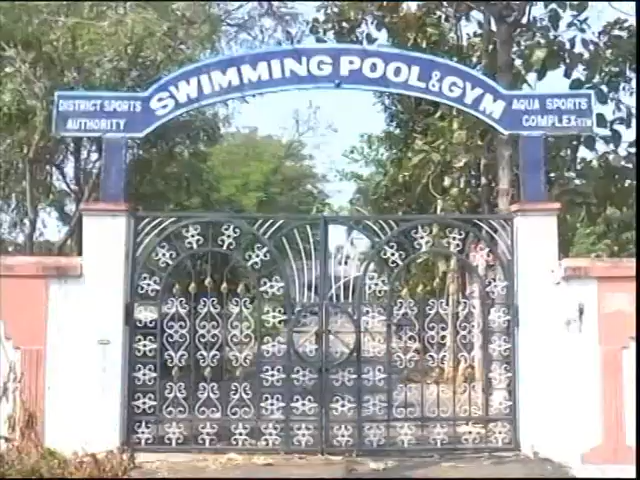 SWIMMING POOL & GYM
DISTRICT SPORTS
AUTHORITY
AQUA SPORTS
COMPLEX